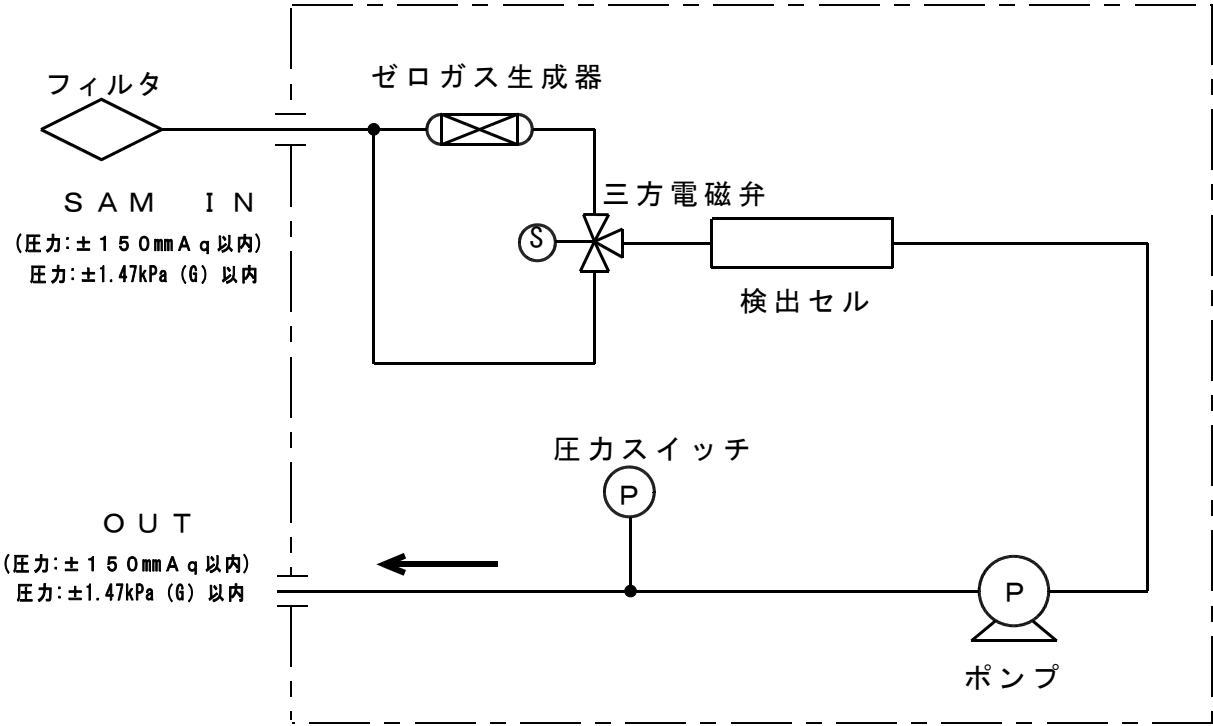 フィルタ
ゼロガス生成器
SAM IN
三方電磁弁
(圧力:±150mmAq以内)
S
圧力:±1.47kPa (G) 以内
検出セル
圧力スイッチ
P
OUT
(圧力:±150mmAq以内)
圧力:±1.47kPa (G) 以内
P
ポンプ